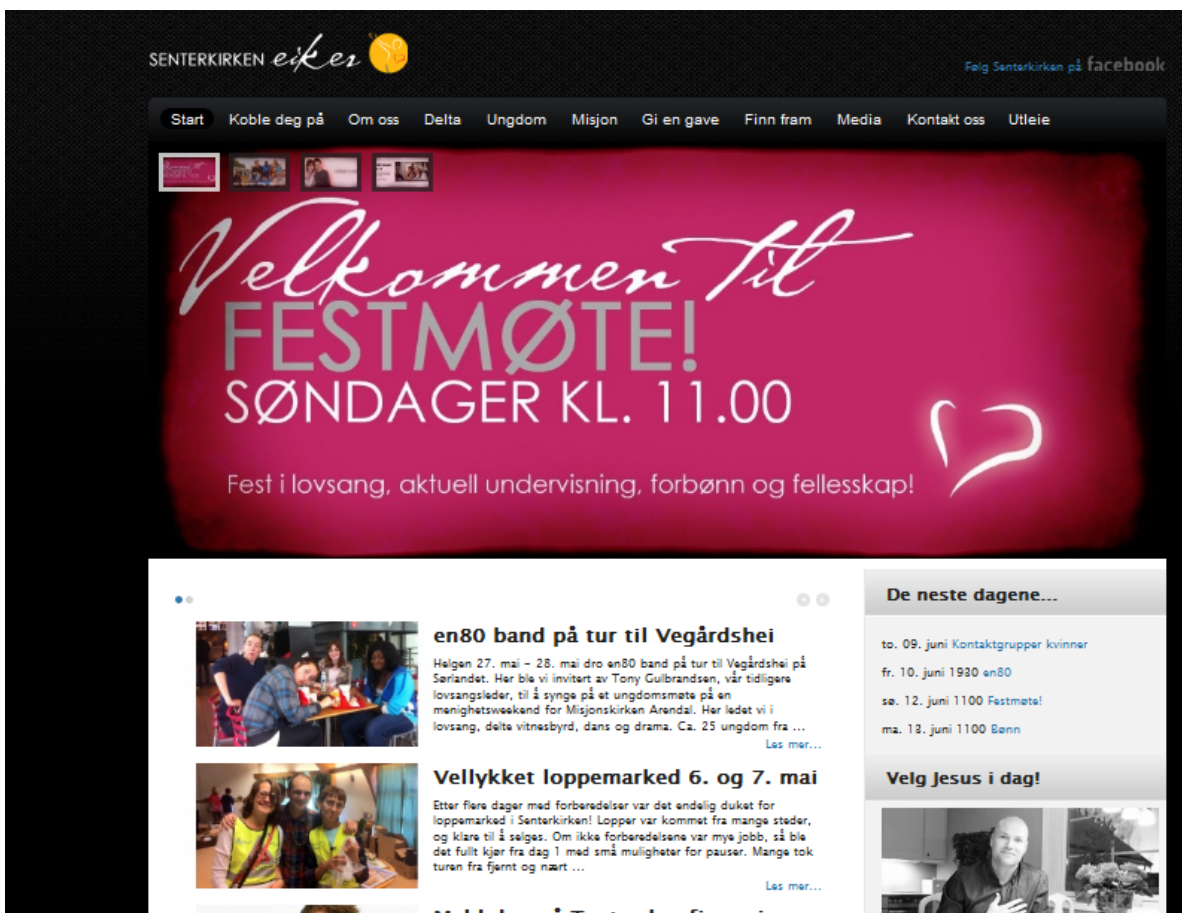 SENTERKIRKEN eiker
Følg Senterkirken på facebook
Start Koble deg på Om oss Delta Ungdom Misjon Gi en gave Finn fram Media Kontakt oss Utleie
Velkommen til
FESTMØTE!
SØNDAGER KL. 11.00
Fest i lovsang, aktuell undervisning, forbønn og fellesskap!
en80 band på tur til Vegårdshei
Helgen 27. mai – 28. mai dro en80 band på tur til Vegårdshei på
Sørlandet. Her ble vi invitert av Tony Gulbrandsen, vår tidligere
lovsangsleder, til å synge på et ungdomsmøte på en
menighetsweekend for Misjonskirken Arendal. Her ledet vi i
lovsang, delte vitnesbyrd, dans og drama. Ca. 25 ungdom fra ...
Les mer...
Vellykket loppemarked 6. og 7. mai
Etter flere dager med forberedelser var det endelig duket for
loppemarked i Senterkirken! Lopper var kommet fra mange steder,
og klare til å selges. Om ikke forberedelsene var mye jobb, så ble
det fullt kjør fra dag 1 med små muligheter for pauser. Mange tok
turen fra fjernt og nært ...
Les mer...
De neste dagene...
to. 09. juni Kontaktgrupper kvinner
fr. 10. juni 1930 en80
sø. 12. juni 1100 Festmøte!
ma. 13. juni 1100 Bønn
Velg Jesus i dag!